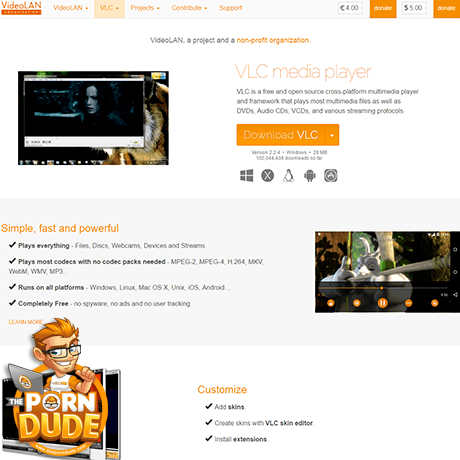 VideoLAN
ORGANIZATION
VideoLAN
VLC
Projects
Contribute
Support
€ 4.00
donate
$ 5.00
donate
VideoLAN, a project and a non-profit organization.
VLC media player
VLC is a free and open source cross-platform multimedia
player and framework that plays most multimedia files as well as
DVDs, Audio CDs, VCDs, and various streaming protocols.
Download VLC
Version 2.2.4 • Windows • 28 MB
102,044,438 downloads so far
Simple, fast and powerful
Plays everything - Files, Discs, Webcams, Devices and Streams.
Plays most codecs with no codec packs needed - MPEG-2, MPEG-4, H.264, MKV,
WebM, WMV, MP3...
Runs on all platforms - Windows, Linux, Mac OS X, Unix, iOS, Android ...
Completely Free - no spyware, no ads and no user tracking.
LEARN MORE
THE
PORN
DUDE
Customize
Add skins.
Create skins with VLC skin editor.
Install extensions.